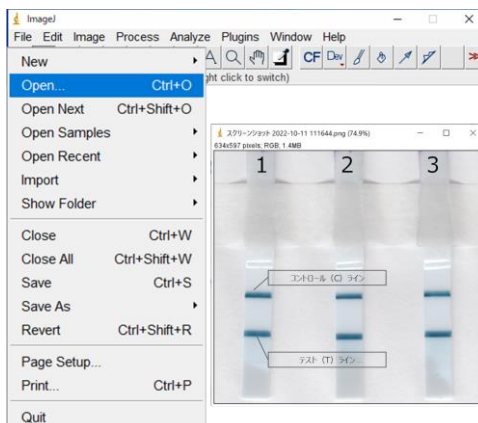 ImageJ
File Edit Image Process Analyze Plugins Window Help
CF Dev
ht click to switch)
New
Open... Ctrl+O
Open Next Ctrl+Shift+O
Open Samples
Open Recent
Import
Show Folder
Close Ctrl+W
Close All Ctrl+Shift+W
Save Ctrl+S
Save As
Revert Ctrl+Shift+R
Page Setup...
Print... Ctrl+P
Quit
スクリーンショット 2022-10-11 111644.png (74.9%)
634x597 pixels; RGB; 1.4MB
1 2 3
コントロール (C) ライン
テスト (T) ライン